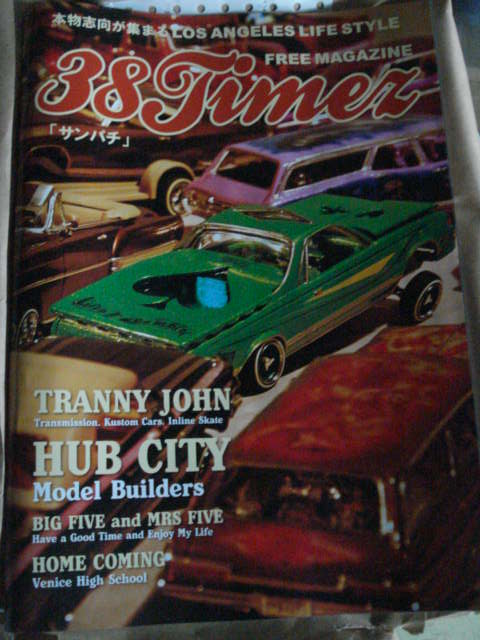 本物志向が集まるLOS ANGELES LIFE STYLE
FREE MAGAZINE
38Timez
「サンパチ」
TRANNY JOHN
Transmission, Kustom Cars, Inline Skate
HUB CITY
Model Builders
BIG FIVE and MRS FIVE
Have a Good Time and Enjoy My Life
HOME COMING
Venice High School